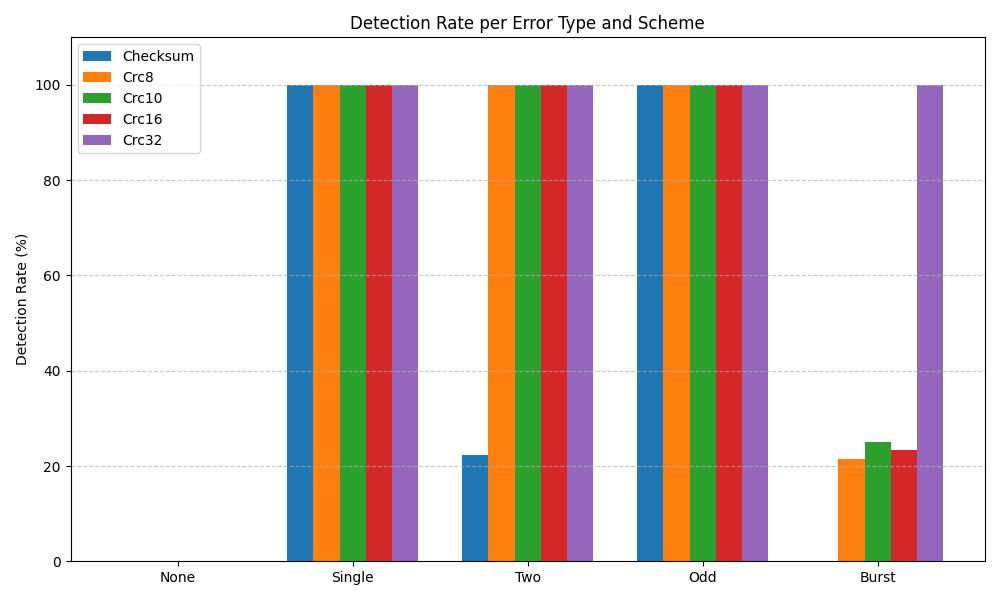 Detection Rate per Error Type and Scheme
Checksum
Crc8
Crc10
Crc16
Crc32
Detection Rate (%)
100
80
60
40
20
0
None Single Two Odd Burst